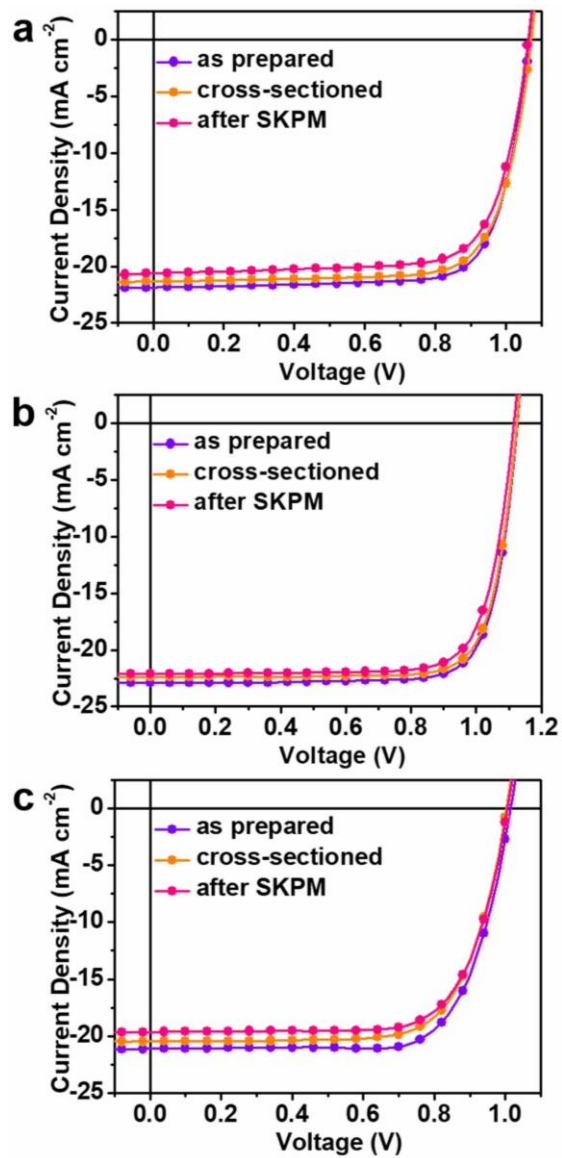 a
0
as prepared
cross-sectioned
after SKPM
-5
-10
-15
-20
-25
Current Density (mA cm⁻²)
0.0 0.2 0.4 0.6 0.8 1.0
Voltage (V)
b
0
as prepared
cross-sectioned
after SKPM
-5
-10
-15
-20
-25
Current Density (mA cm⁻²)
0.0 0.2 0.4 0.6 0.8 1.0 1.2
Voltage (V)
c
0
as prepared
cross-sectioned
after SKPM
-5
-10
-15
-20
-25
Current Density (mA cm⁻²)
0.0 0.2 0.4 0.6 0.8 1.0
Voltage (V)